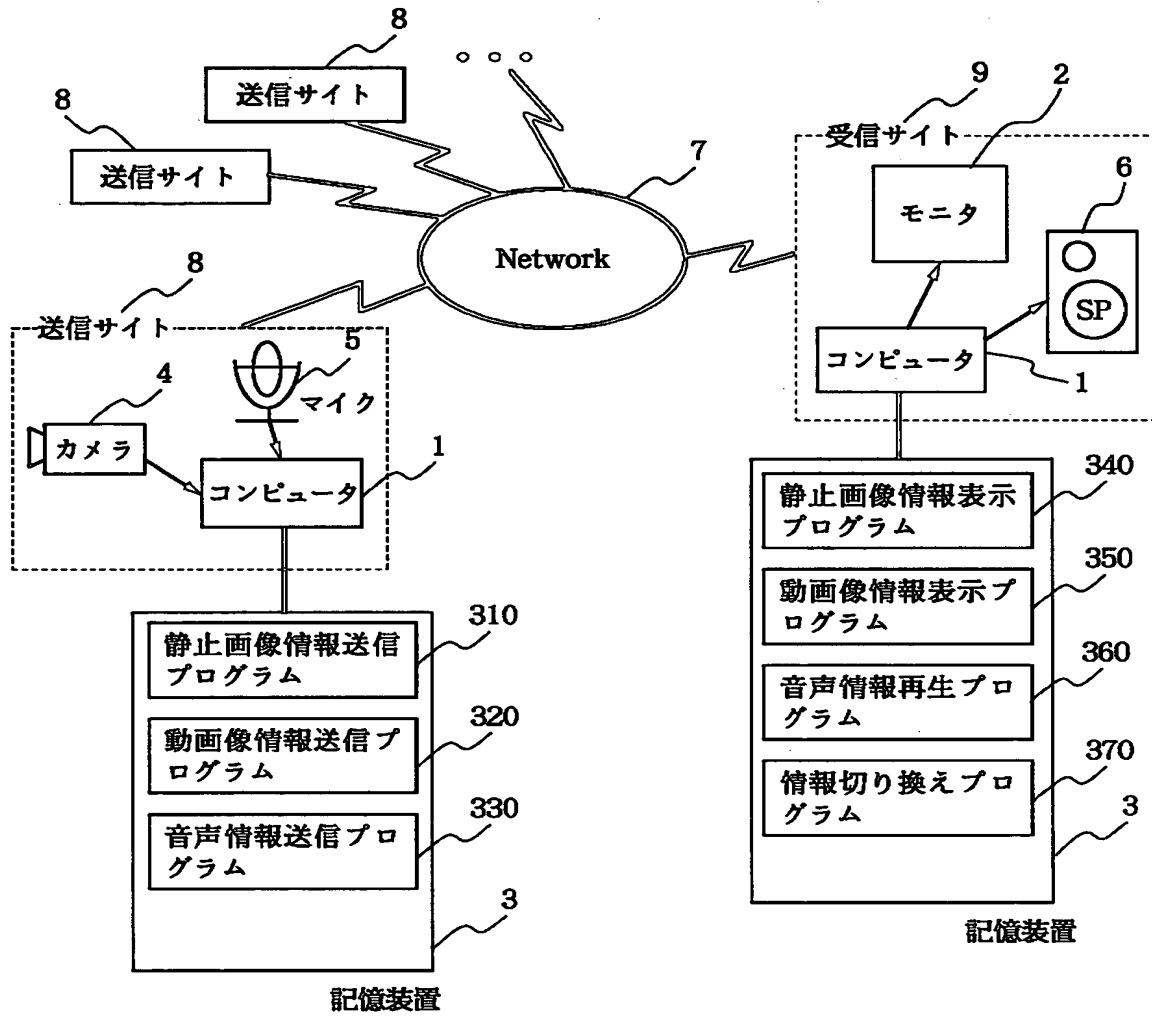 8
送信サイト
8
送信サイト
7
Network
9
受信サイト
2
モニタ
6
SP
コンピュータ
1
8
送信サイト
5
マイク
4
カメラ
コンピュータ
1
静止画像情報送信
プログラム
310
動画像情報送信プ
ログラム
320
音声情報送信プロ
グラム
330
3
記憶装置
静止画像情報表示
プログラム
340
動画像情報表示プ
ログラム
350
音声情報再生プロ
グラム
360
情報切り換えプロ
グラム
370
3
記憶装置